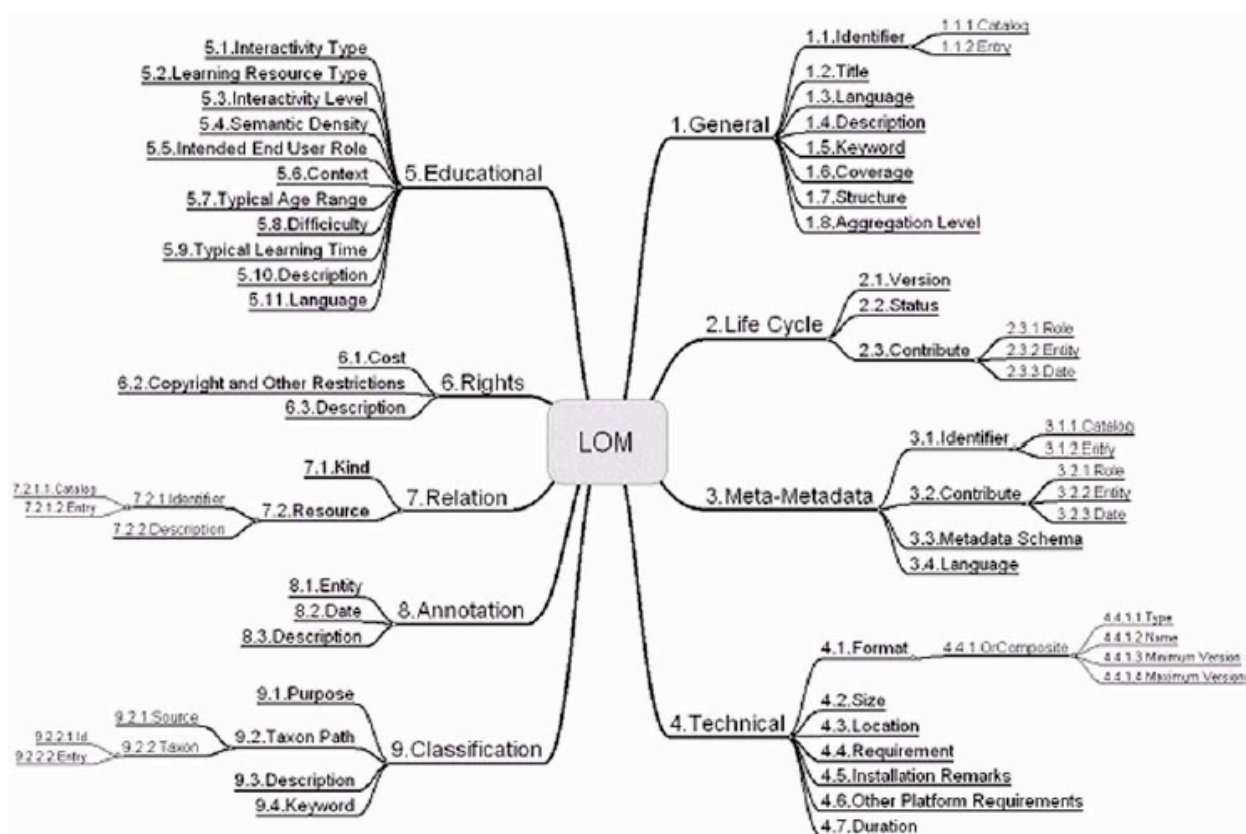 LOM
1.General
1.1.Identifier
1.1.1 Catalog
1.1.2 Entry
1.2.Title
1.3.Language
1.4.Description
1.5.Keyword
1.6.Coverage
1.7.Structure
1.8.Aggregation Level
2.Life Cycle
2.1.Version
2.2.Status
2.3.Contribute
2.3.1 Role
2.3.2 Entity
2.3.3 Date
3.Meta-Metadata
3.1.Identifier
3.1.1.Catalog
3.1.2 Entry
3.2.Contribute
3.2.1 Role
3.2.2 Entity
3.2.3 Date
3.3.Metadata Schema
3.4.Language
4.Technical
4.1.Format
4.4.1.OrComposite
4.4.1.1 Type
4.4.1.2 Name
4.4.1.3 Minimum Version
4.4.1.4 Maximum Version
4.2.Size
4.3.Location
4.4.Requirement
4.5.Installation Remarks
4.6.Other Platform Requirements
4.7.Duration
5.Educational
5.1.Interactivity Type
5.2.Learning Resource Type
5.3.Interactivity Level
5.4.Semantic Density
5.5.Intended End User Role
5.6.Context
5.7.Typical Age Range
5.8.Difficiculty
5.9.Typical Learning Time
5.10.Description
5.11.Language
6.Rights
6.1.Cost
6.2.Copyright and Other Restrictions
6.3.Description
7.Relation
7.1.Kind
7.2.Resource
7.2.1.Identifier
7.2.1.1.Catalog
7.2.1.2.Entry
7.2.2.Description
8.Annotation
8.1.Entity
8.2.Date
8.3.Description
9.Classification
9.1.Purpose
9.2.Taxon Path
9.2.1.Source
9.2.2 Taxon
9.2.2.1 Id
9.2.2.2 Entry
9.3.Description
9.4.Keyword